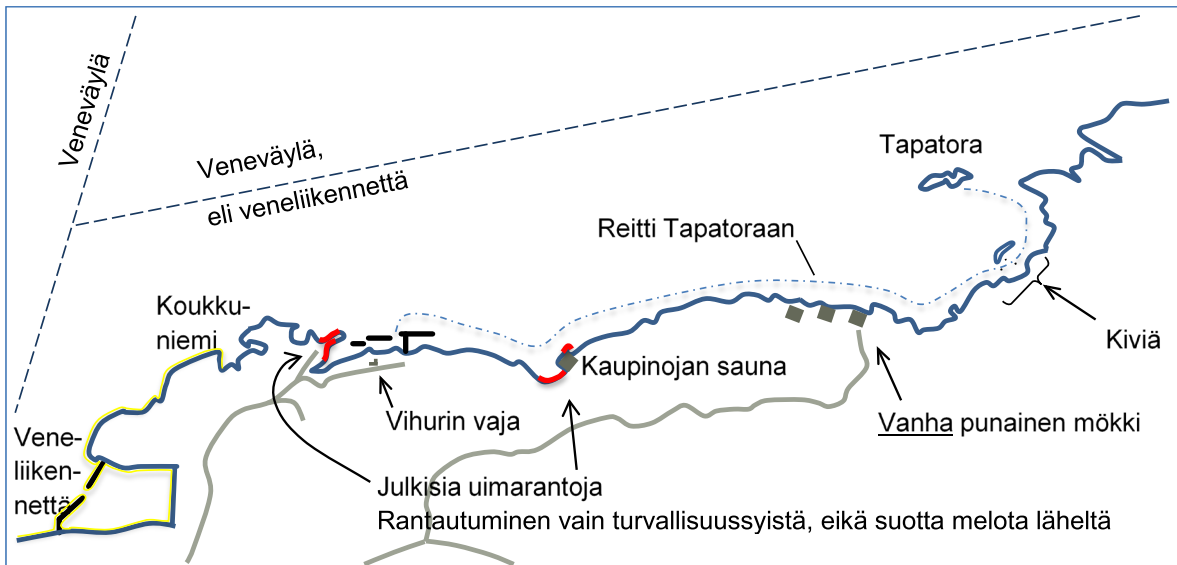 Veneväylä
Veneväylä,
eli veneliikennettä
Tapatora
Reitti Tapatoraan
Koukku-
niemi
Kiviä
Kaupinojan sauna
Vihurin vaja
Vanha punainen mökki
Vene-
liiken-
nettä
Julkisia uimarantoja
Rantautuminen vain turvallisuussyistä, eikä suotta melota läheltä